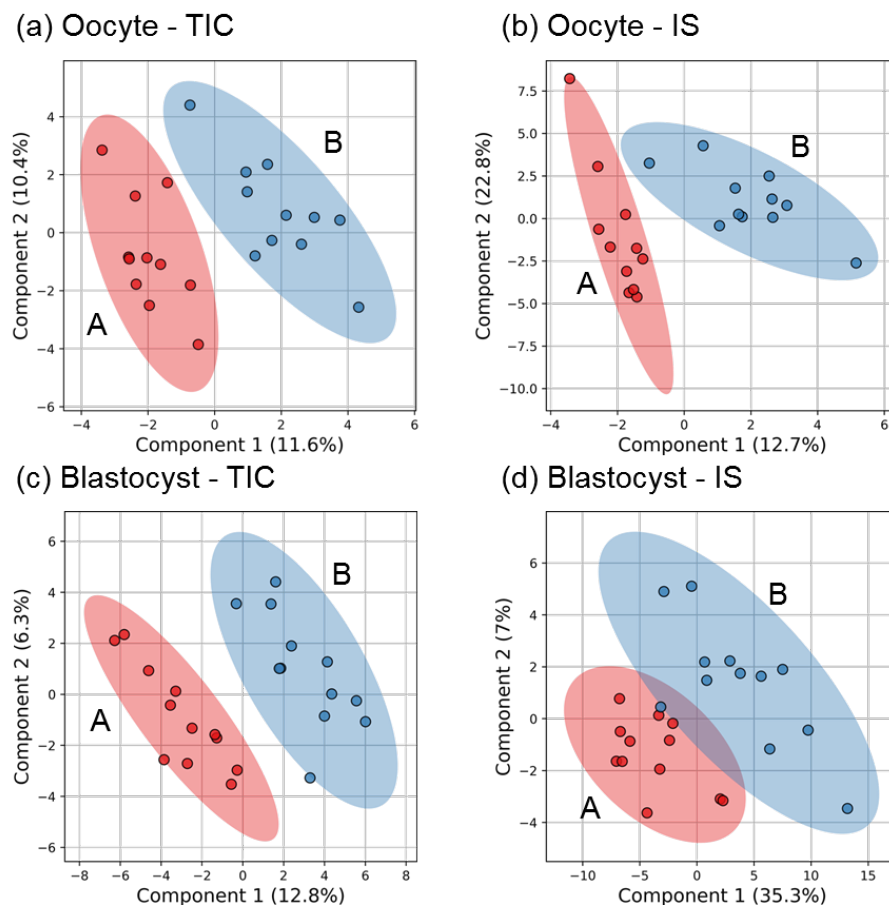 (a) Oocyte - TIC
4
2
0
−2
−4
−6
Component 2 (10.4%)
A
B
−4 −2 0 2 4 6
Component 1 (11.6%)
(b) Oocyte - IS
7.5
5.0
2.5
0.0
−2.5
−5.0
−7.5
−10.0
Component 2 (22.8%)
A
B
−4 −2 0 2 4 6
Component 1 (12.7%)
(c) Blastocyst - TIC
6
4
2
0
−2
−4
−6
Component 2 (6.3%)
A
B
−8 −6 −4 −2 0 2 4 6 8
Component 1 (12.8%)
(d) Blastocyst - IS
6
4
2
0
−2
−4
Component 2 (7%)
A
B
−10 −5 0 5 10 15
Component 1 (35.3%)